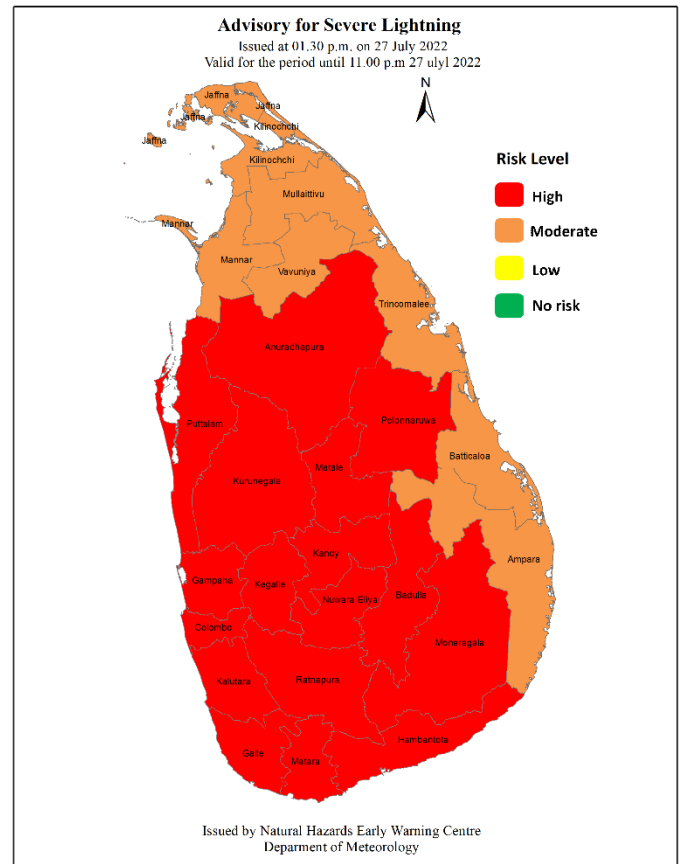 Advisory for Severe Lightning
Issued at 01.30 p.m. on 27 July 2022
Valid for the period until 11.00 p.m 27 ulyl 2022
N
Jaffna
Jaffna
Jaffna
Kilinochchi
Jaffna
Kilinochchi
Risk Level
High
Mullaittivu
Mannar
Moderate
Mannar
Vavuniya
Low
Trincomalee
No risk
Anuradhapura
Puttalam
Polonnaruwa
Batticaloa
Matale
Kurunegale
Kandy
Ampara
Gampaha
Kegalle
Nuwara Eliya
Badulla
Colombo
Moneragala
Kalutara
Ratnapura
Hambantota
Galle
Matara
Issued by Natural Hazards Early Warning Centre
Deparment of Meteorology